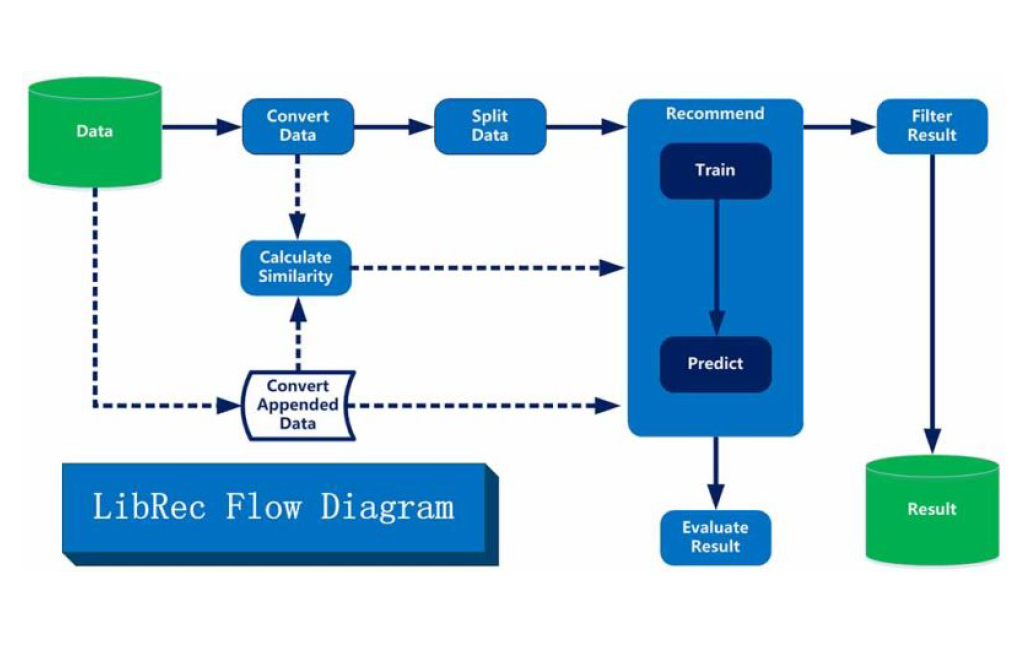 Data
Convert
Data
Split
Data
Recommend
Train
Predict
Filter
Result
Calculate
Similarity
Convert
Appended
Data
LibRec Flow Diagram
Evaluate
Result
Result